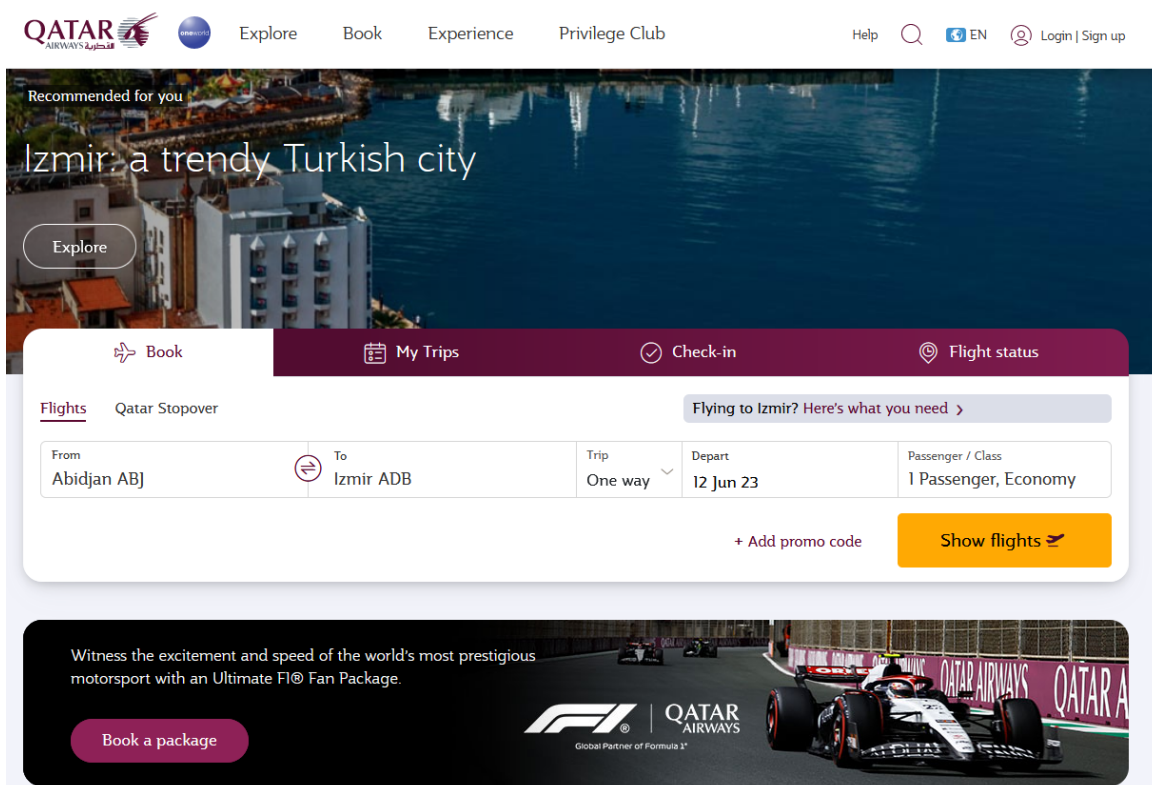 QATAR
AIRWAYS القطرية
oneworld
Explore
Book
Experience
Privilege Club
Help
EN
Login | Sign up
Recommended for you
Izmir: a trendy Turkish city
Explore
Book
My Trips
Check-in
Flight status
Flights
Qatar Stopover
Flying to Izmir? Here's what you need >
From
Abidjan ABJ
To
Izmir ADB
Trip
One way
Depart
12 Jun 23
Passenger / Class
1 Passenger, Economy
+ Add promo code
Show flights
Witness the excitement and speed of the world's most prestigious
motorsport with an Ultimate F1® Fan Package.
Book a package
F1®
QATAR
AIRWAYS
Global Partner of Formula 1®
QATAR AIRWAYS
QATAR A